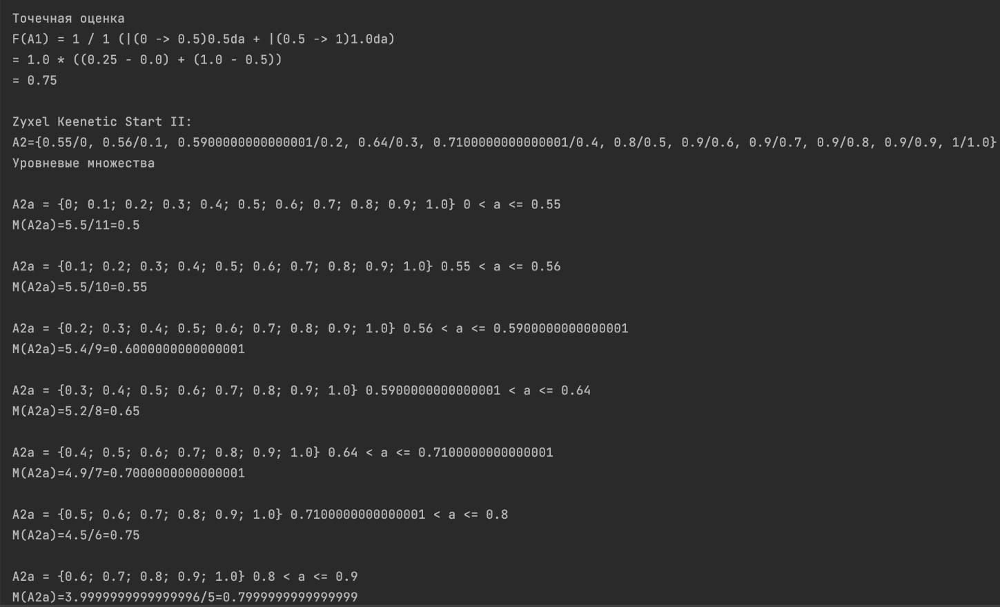 Точечная оценка
F(A1) = 1 / 1 (|(0 -> 0.5)0.5da + |(0.5 -> 1)1.0da)
= 1.0 * ((0.25 - 0.0) + (1.0 - 0.5))
= 0.75
Zyxel Keenetic Start II:
A2={0.55/0, 0.56/0.1, 0.5900000000000001/0.2, 0.64/0.3, 0.7100000000000001/0.4, 0.8/0.5, 0.9/0.6, 0.9/0.7, 0.9/0.8, 0.9/0.9, 1/1.0}
Уровневые множества
A2a = {0; 0.1; 0.2; 0.3; 0.4; 0.5; 0.6; 0.7; 0.8; 0.9; 1.0} 0 < a <= 0.55
M(A2a)=5.5/11=0.5
A2a = {0.1; 0.2; 0.3; 0.4; 0.5; 0.6; 0.7; 0.8; 0.9; 1.0} 0.55 < a <= 0.56
M(A2a)=5.5/10=0.55
A2a = {0.2; 0.3; 0.4; 0.5; 0.6; 0.7; 0.8; 0.9; 1.0} 0.56 < a <= 0.5900000000000001
M(A2a)=5.4/9=0.6000000000000001
A2a = {0.3; 0.4; 0.5; 0.6; 0.7; 0.8; 0.9; 1.0} 0.5900000000000001 < a <= 0.64
M(A2a)=5.2/8=0.65
A2a = {0.4; 0.5; 0.6; 0.7; 0.8; 0.9; 1.0} 0.64 < a <= 0.7100000000000001
M(A2a)=4.9/7=0.7000000000000001
A2a = {0.5; 0.6; 0.7; 0.8; 0.9; 1.0} 0.7100000000000001 < a <= 0.8
M(A2a)=4.5/6=0.75
A2a = {0.6; 0.7; 0.8; 0.9; 1.0} 0.8 < a <= 0.9
M(A2a)=3.9999999999999996/5=0.7999999999999999